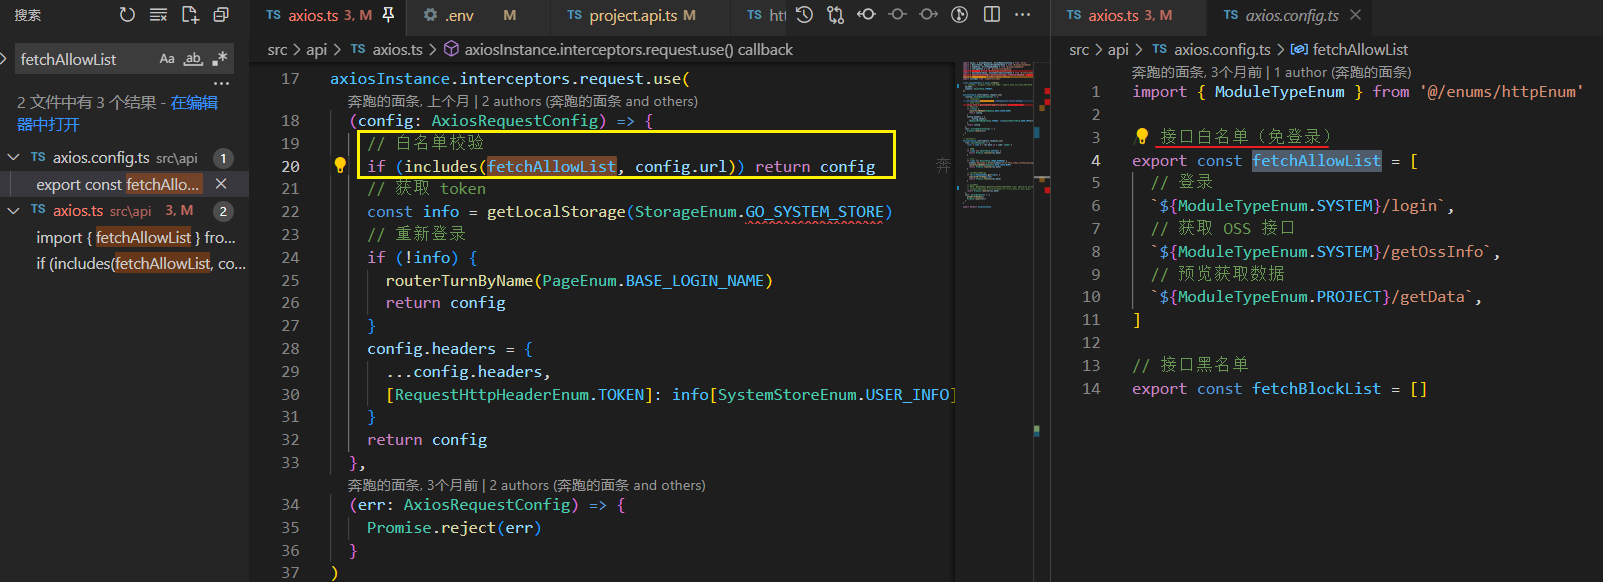 搜索
fetchAllowList
Aa ab .*
2 文件中有 3 个结果 - 在编辑
器中打开
TS axios.config.ts src\api 1
export const fetchAllo...
TS axios.ts src\api 3, M 2
import { fetchAllowList } fro...
if (includes(fetchAllowList, co...
TS axios.ts 3, M
.env M
TS project.api.ts M
TS htt
src > api > TS axios.ts > axiosInstance.interceptors.request.use() callback
17 axiosInstance.interceptors.request.use(
奔跑的面条, 上个月 | 2 authors (奔跑的面条 and others)
18 (config: AxiosRequestConfig) => {
19 // 白名单校验
20 if (includes(fetchAllowList, config.url)) return config 奔
21 // 获取 token
22 const info = getLocalStorage(StorageEnum.GO_SYSTEM_STORE)
23 // 重新登录
24 if (!info) {
25 routerTurnByName(PageEnum.BASE_LOGIN_NAME)
26 return config
27 }
28 config.headers = {
29 ...config.headers,
30 [RequestHttpHeaderEnum.TOKEN]: info[SystemStoreEnum.USER_INFO]
31 }
32 return config
33 },
奔跑的面条, 3个月前 | 2 authors (奔跑的面条 and others)
34 (err: AxiosRequestConfig) => {
35 Promise.reject(err)
36 }
37 )
TS axios.ts 3, M
TS axios.config.ts
src > api > TS axios.config.ts > fetchAllowList
奔跑的面条, 3个月前 | 1 author (奔跑的面条)
1 import { ModuleTypeEnum } from '@/enums/httpEnum'
2
3 接口白名单（免登录）
4 export const fetchAllowList = [
5 // 登录
6 `${ModuleTypeEnum.SYSTEM}/login`,
7 // 获取 OSS 接口
8 `${ModuleTypeEnum.SYSTEM}/getOssInfo`,
9 // 预览获取数据
10 `${ModuleTypeEnum.PROJECT}/getData`,
11 ]
12
13 // 接口黑名单
14 export const fetchBlockList = []